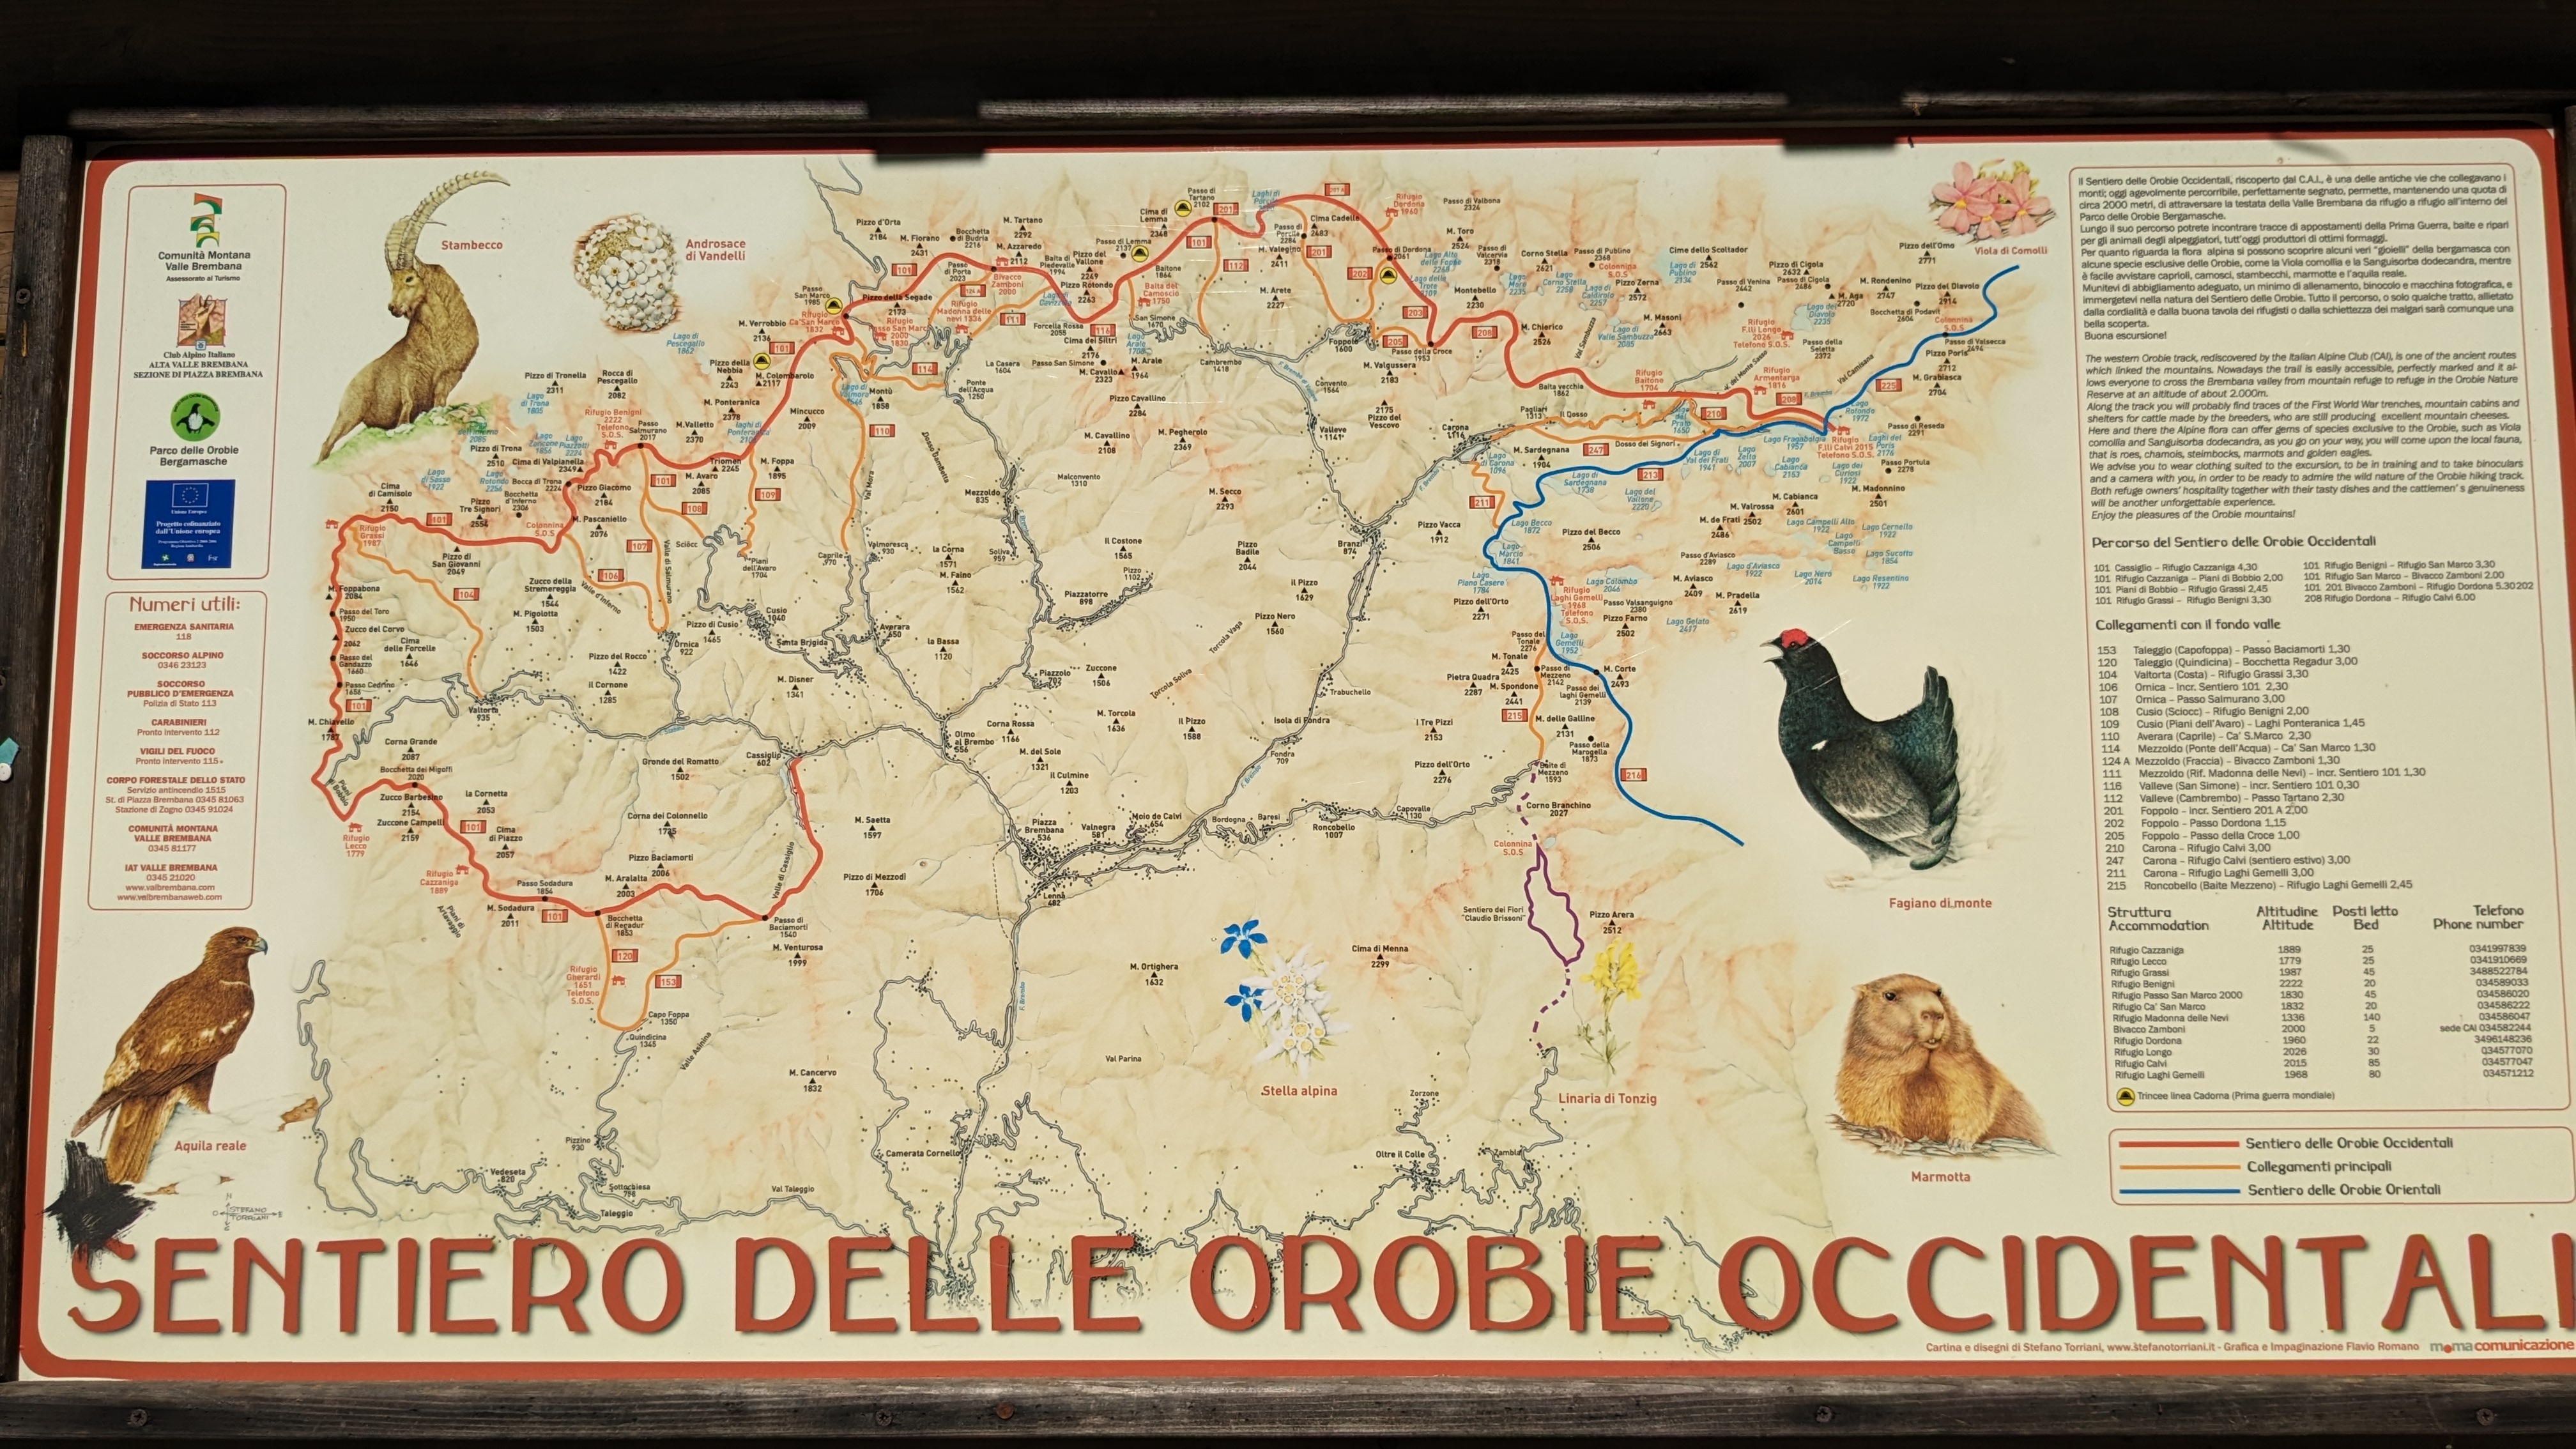 Comunità Montana
Valle Brembana
Assessorato al Turismo
Club Alpino Italiano
ALTA VALLE BREMBANA
SEZIONE DI PIAZZA BREMBANA
Parco delle Orobie
Bergamasche
Unione europea
Progetto cofinanziato
dall'Unione europea
Numeri utili:
EMERGENZA SANITARIA
118
SOCCORSO ALPINO
0346 23123
SOCCORSO
PUBBLICO D'EMERGENZA
Polizia di Stato 113
CARABINIERI
Pronto intervento 112
VIGILI DEL FUOCO
Pronto intervento 115
CORPO FORESTALE DELLO STATO
Servizio antincendio 1515
St. di Piazza Brembana 0345 81063
Stazione di Zogno 0345 91024
COMUNITÀ MONTANA
VALLE BREMBANA
0345 81177
IAT VALLE BREMBANA
0345 21020
www.valbrembana.com
www.valbrembanaweb.com
Stambecco
Androsace
di Vandelli
Viola di Comolli
Fagiano di monte
Marmotta
Linaria di Tonzig
Stella alpina
Aquila reale
Pizzo d'Orta
2184
M. Fiorano
2431
Bocchetta
di Budria
2216
M. Tartano
2292
M. Azzaredo
2112
Passo
di Porta
2023
Bivacco
Zamboni
2000
Baita di
Piedevalle
1994
Pizzo del
Vallone
2249
Pizzo Rotondo
2263
Passo di Lemma
2137
Cima di
Lemma
2348
Passo di
Tartano
2102
Baitone
1864
Baita del
Camoscio
1750
San Simone
1670
Cima Cadelle
2483
M. Valegino
2411
M. Arete
2227
Rifugio
Dordona
1960
Passo di Dordona
2061
Passo di Valbona
2324
M. Toro
2524
Passo di
Valcervia
2318
Corno Stella
2621
Passo di Publino
2368
Cime dello Scoltador
2562
Pizzo Zerna
2572
Montebello
2230
M. Chierico
2526
M. Masoni
2663
Passo di Venina
2442
Pizzo di Cigola
2632
Passo di Cigola
2486
M. Aga
2720
M. Rondenino
2747
Pizzo dell'Omo
2771
Pizzo del Diavolo
2914
Bocchetta di Podavit
2604
Colonnina
S.O.S
Passo di Valsecca
2496
Pizzo Poris
2712
M. Grabiasca
2704
Passo di Reseda
2291
Passo Portula
2278
M. Madonnino
2501
M. Cabianca
2601
M. Valrossa
2502
M. de Frati
2486
Passo d'Aviasco
2289
M. Aviasco
2409
M. Pradella
2619
Passo
San Marco
1985
Rifugio
Ca' San Marco
1832
Pizzo delle Segade
2173
M. Verrobbio
2136
Pizzo della
Nebbia
2243
M. Colombarolo
2117
M. Ponteranica
2378
M. Valletto
2370
Triomen
2245
M. Avaro
2085
M. Foppa
1895
Mincucco
2009
Montù
1858
La Casara
1604
Ponte
dell'Acqua
1250
Forcella Rossa
2055
Cima dei Siltri
2176
Passo San Simone
M. Cavallo
2323
M. Arale
1964
Pizzo Cavallino
2284
M. Cavallino
2108
M. Pegherolo
2369
Cambrembo
1418
Foppolo
1600
Passo della Croce
1953
M. Valgussera
2183
Convento
1564
Valleve
1141
2175
Pizzo del
Vescovo
Carona
1116
Pagliari
1313
Il Qosso
Baita vecchia
1862
Dosso dei Signori
M. Sardegnana
1904
Rifugio
Baitone
1704
Rifugio
Armentarga
1816
Rifugio
F.lli Longo
2026
Telefono
S.O.S.
Passo della
Selletta
2372
Rifugio
F.lli Calvi 2015
Telefono S.O.S.
Lago
Rotondo
1972
Lago di
Pescegallo
1862
Rocca di
Pescegallo
2082
Pizzo di Tronella
2311
Lago
di Trona
1805
Rifugio Benigni
2222
Telefono
S.O.S.
Passo
Salmurano
2017
Pizzo di Trona
2510
Cima di Valpianella
2349
Bocca di Trona
2224
Bocchetta
d'Inferno
2306
Pizzo
Tre Signori
2554
Colonnina
S.O.S
Pizzo Giacomo
2184
M. Pascaniello
2076
Cima
di Camisolo
2150
Rifugio
Grassi
1987
Pizzo di
San Giovanni
2049
M. Foppabona
2084
Passo del Toro
1950
Zucco del Corvo
2062
Cima
delle Forcelle
1646
Passo del
Gandazzo
1660
Passo Cedrino
1656
M. Chiavello
1787
Piani
di Bobbio
Rifugio
Lecco
1779
Corna Grande
2087
Bocchetta dei Migoffi
2020
Zucco Barbesino
2154
Zuccone Campelli
2159
la Cornetta
2053
Cima
di Piazzo
2057
Rifugio
Cazzaniga
1889
Piani di
Artavaggio
Passo Sodadura
1854
M. Sodadura
2011
Bocchetta
di Regadur
1853
M. Aralalta
2003
Pizzo Baciamorti
2006
Passo di
Baciamorti
1540
M. Venturosa
1999
Rifugio
Gherardi
1651
Telefono
S.O.S.
Capo Foppa
1350
Quindicina
1345
Valle Asinina
M. Cancervo
1832
Pizzino
930
Vedeseta
820
Sottochiesa
Taleggio
Val Taleggio
Camerata Cornello
Zucco della
Stremereggia
1544
M. Pigolotta
1503
Valle d'Inferno
Valle di Salmurano
Sciocc
Piani
dell'Avaro
1704
Cusio
1040
Pizzo di Cusio
1465
Ornica
922
Pizzo del Rocco
1422
il Cornone
1285
Valtorta
935
Santa Brigida
M. Disner
1341
Averara
650
Caprile
970
Valmoresca
930
Val Mora
Mezzoldo
835
Soliva
959
la Corna
1571
M. Faino
1562
la Bassa
1120
Malconvento
1310
M. Secco
2293
il Costone
1565
Pizzo
1102
Piazzatorre
898
Piazzolo
702
Zuccone
1506
Torcola Vaga
Torcola Soliva
M. Torcola
1636
Il Pizzo
1588
Corna Rossa
1166
M. del Sole
1321
il Culmine
1203
Olmo
al Brembo
556
Cassiglio
602
Gronde del Romatto
1502
Corna dei Colonnello
1735
Valle di Cassiglio
M. Saetta
1597
Pizzo di Mezzodì
1706
Piazza
Brembana
536
Valnegra
581
Moio de Calvi
654
Lenna
482
Bordogna
Baresi
Roncobello
1007
Capovalle
1130
Isola di Fondra
Fondra
709
Trabuchello
Branzi
874
Pizzo
Badile
2044
il Pizzo
1629
Pizzo Nero
1560
Pizzo Vacca
1912
Pizzo dell'Orto
2271
Pizzo del Becco
2506
Lago Becco
1872
Lago
Marcio
1841
Lago
Piano Casere
1784
Rifugio
Laghi Gemelli
1968
Telefono
S.O.S.
Lago Colombo
2046
Passo Valsanguigno
2380
Pizzo Farno
2502
Lago
Gemelli
1952
Passo del
Tonale
2276
M. Tonale
2425
Passo di
Mezzeno
2142
M. Corte
2493
Pietra Quadra
2287
M. Spondone
2441
Passo dei
laghi Gemelli
2139
M. delle Galline
2131
I Tre Pizzi
2153
Passo della
Marogella
1873
Pizzo dell'Orto
2276
Baite di
Mezzeno
1593
Corno Branchino
2027
Colonnina
S.O.S
Sentiero dei Fiori
"Claudio Brissoni"
Pizzo Arera
2512
Cima di Menna
2299
M. Ortighera
1632
Val Parina
Zorzone
Oltre il Colle
Zambla
Lago di
Sardegnana
1738
Lago del
Vallone
2220
Lago di
Val dei Frati
1941
Lago Fregabolgia
1957
Lago
Cabianca
2153
Lago dei
Curiosi
1922
Lago Campelli Alto
1922
Lago Cernello
1922
Lago
Campelli
Basso
Lago Sucotto
1854
Lago Resentino
1922
Lago Nero
2014
Lago d'Aviasco
1922
Lago Gelato
2417
Il Sentiero delle Orobie Occidentali, riscoperto dal C.A.I., è una delle antiche vie che collegavano i
monti; oggi agevolmente percorribile, perfettamente segnato, permette, mantenendo una quota di
circa 2000 metri, di attraversare la testata della Valle Brembana da rifugio a rifugio all'interno del
Parco delle Orobie Bergamasche.
Lungo il suo percorso potrete incontrare tracce di appostamenti della Prima Guerra, baite e ripari
per gli animali degli alpeggiatori, tutt'oggi produttori di ottimi formaggi.
Per quanto riguarda la flora alpina si possono scoprire alcuni veri "gioielli" della bergamasca con
alcune specie esclusive delle Orobie, come la Viola comollia e la Sanguisorba dodecandra, mentre
è facile avvistare caprioli, camosci, stambecchi, marmotte e l'aquila reale.
Munitevi di abbigliamento adeguato, un minimo di allenamento, binocolo e macchina fotografica, e
immergetevi nella natura del Sentiero delle Orobie. Tutto il percorso, o solo qualche tratto, allietato
dalla cordialità e dalla buona tavola dei rifugisti o dalla schiettezza dei malgari sarà comunque una
bella scoperta.
Buona escursione!
The western Orobie track, rediscovered by the Italian Alpine Club (CAI), is one of the ancient routes
which linked the mountains. Nowadays the trail is easily accessible, perfectly marked and it al-
lows everyone to cross the Brembana valley from mountain refuge to refuge in the Orobie Nature
Reserve at an altitude of about 2.000m.
Along the track you will probably find traces of the First World War trenches, mountain cabins and
shelters for cattle made by the breeders, who are still producing excellent mountain cheeses.
Here and there the Alpine flora can offer gems of species exclusive to the Orobie, such as Viola
comollia and Sanguisorba dodecandra, as you go on your way, you will come upon the local fauna,
that is roes, chamois, steimbocks, marmots and golden eagles.
We advise you to wear clothing suited to the excursion, to be in training and to take binoculars
and a camera with you, in order to be ready to admire the wild nature of the Orobie hiking track.
Both refuge owners' hospitality together with their tasty dishes and the cattlemen' s genuineness
will be another unforgettable experience.
Enjoy the pleasures of the Orobie mountains!
Percorso del Sentiero delle Orobie Occidentali
101 Cassiglio - Rifugio Cazzaniga 4,30
101 Rifugio Cazzaniga - Piani di Bobbio 2,00
101 Piani di Bobbio - Rifugio Grassi 2,45
101 Rifugio Grassi - Rifugio Benigni 3,30
101 Rifugio Benigni - Rifugio San Marco 3,30
101 Rifugio San Marco - Bivacco Zamboni 2.00
101 201 Bivacco Zamboni - Rifugio Dordona 5.30 202
208 Rifugio Dordona - Rifugio Calvi 6.00
Collegamenti con il fondo valle
153 Taleggio (Capofoppa) - Passo Baciamorti 1,30
120 Taleggio (Quindicina) - Bocchetta Regadur 3,00
104 Valtorta (Costa) - Rifugio Grassi 3,30
106 Ornica - Incr. Sentiero 101 2,30
107 Ornica - Passo Salmurano 3,00
108 Cusio (Sciocc) - Rifugio Benigni 2,00
109 Cusio (Piani dell'Avaro) - Laghi Ponteranica 1,45
110 Averara (Caprile) - Ca' S.Marco 2,30
114 Mezzoldo (Ponte dell'Acqua) - Ca' San Marco 1,30
124 A Mezzoldo (Fraccia) - Bivacco Zamboni 1,30
111 Mezzoldo (Rif. Madonna delle Nevi) - incr. Sentiero 101 1,30
116 Valleve (San Simone) - incr. Sentiero 101 0,30
112 Valleve (Cambrembo) - Passo Tartano 2,30
201 Foppolo - Incr. Sentiero 201 A 2,00
202 Foppolo - Passo Dordona 1,15
205 Foppolo - Passo della Croce 1,00
210 Carona - Rifugio Calvi 3,00
247 Carona - Rifugio Calvi (sentiero estivo) 3,00
211 Carona - Rifugio Laghi Gemelli 3,00
215 Roncobello (Baite Mezzeno) - Rifugio Laghi Gemelli 2,45
Struttura Altitudine Posti letto Telefono
Accommodation Altitude Bed Phone number
Rifugio Cazzaniga 1889 25 0341997839
Rifugio Lecco 1779 25 0341910669
Rifugio Grassi 1987 45 3488522784
Rifugio Benigni 2222 20 034589033
Rifugio Passo San Marco 2000 1830 45 034586020
Rifugio Ca' San Marco 1832 20 034586222
Rifugio Madonna delle Nevi 1336 140 034586047
Bivacco Zamboni 2000 5 sede CAI 034582244
Rifugio Dordona 1960 22 3496148236
Rifugio Longo 2026 30 034577070
Rifugio Calvi 2015 85 034577047
Rifugio Laghi Gemelli 1968 80 034571212
Trincee linea Cadorna (Prima guerra mondiale)
Sentiero delle Orobie Occidentali
Collegamenti principali
Sentiero delle Orobie Orientali
STEFANO
TORRIANI
SENTIERO DELLE OROBIE OCCIDENTALI
Cartina e disegni di Stefano Torriani, www.stefanotorriani.it - Grafica e Impaginazione Flavio Romano moma comunicazione